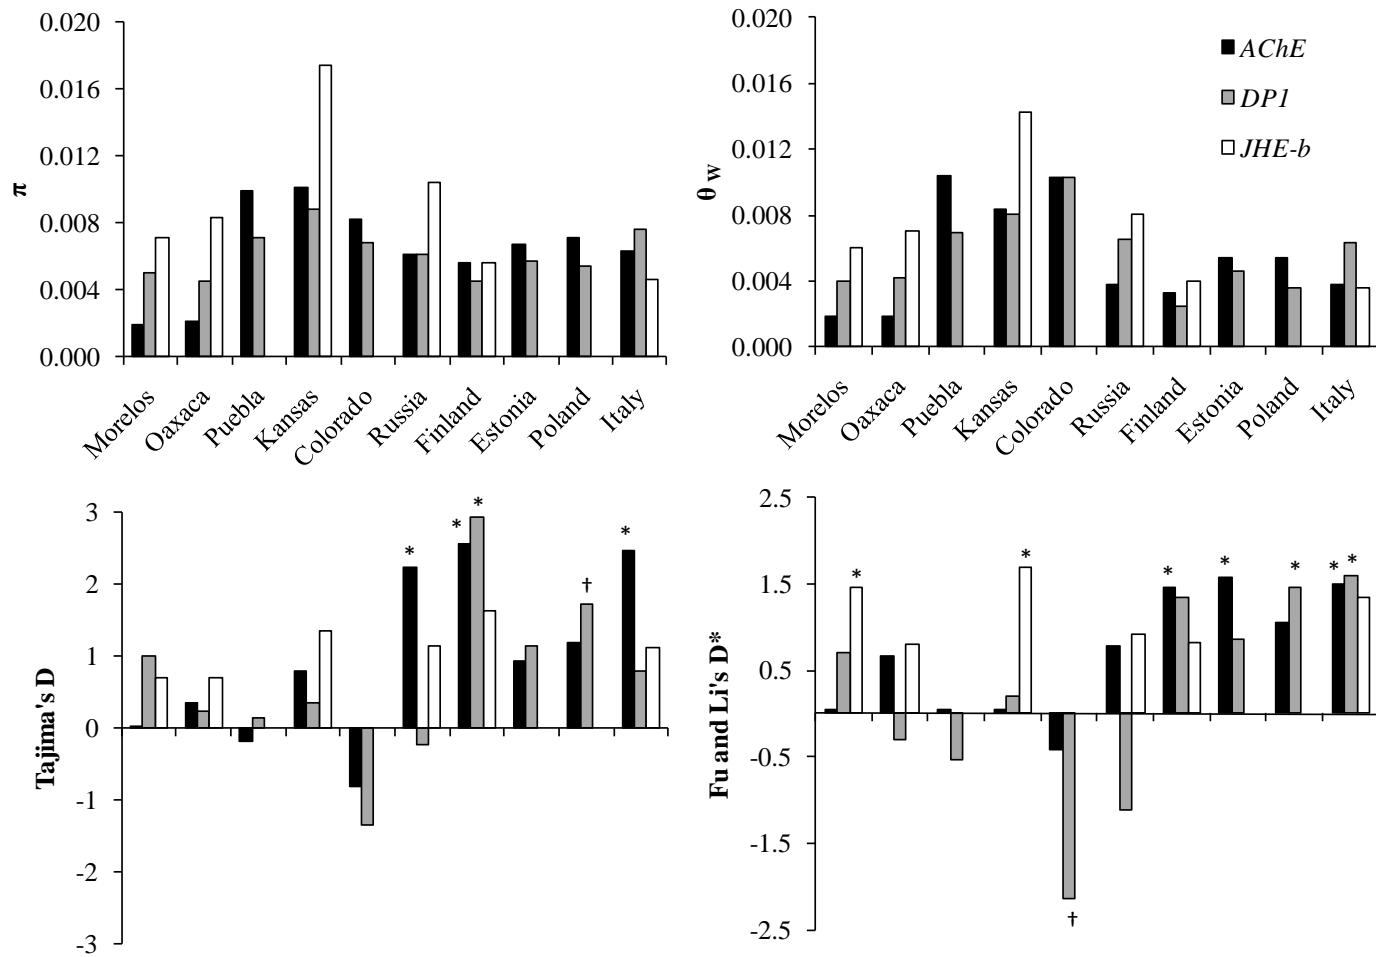 0.020
0.016
0.012
0.008
0.004
0.000
π
Morelos
Oaxaca
Puebla
Kansas
Colorado
Russia
Finland
Estonia
Poland
Italy
0.020
0.016
0.012
0.008
0.004
0.000
θ W
AChE
DP1
JHE-b
Morelos
Oaxaca
Puebla
Kansas
Colorado
Russia
Finland
Estonia
Poland
Italy
3
2
1
0
-1
-2
-3
Tajima's D
*
*
*
†
*
2.5
1.5
0.5
-0.5
-1.5
-2.5
Fu and Li's D*
*
*
*
*
*
*
*
†